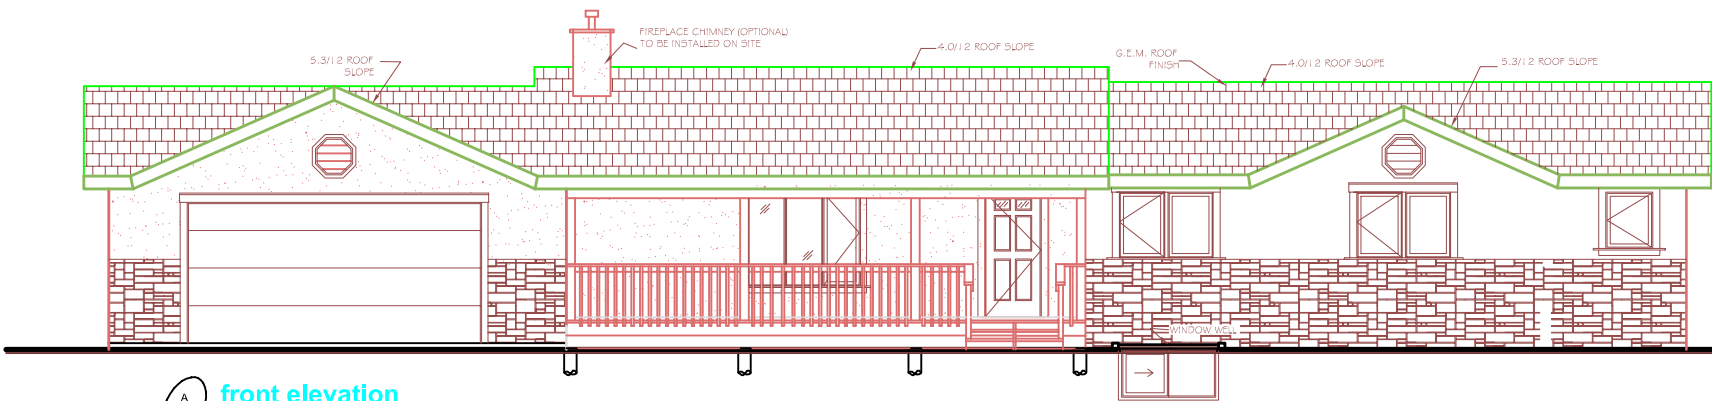 FIREPLACE CHIMNEY (OPTIONAL)
TO BE INSTALLED ON SITE
5.3/12 ROOF
SLOPE
4.0/12 ROOF SLOPE
G.E.M. ROOF
FINISH
4.0/12 ROOF SLOPE
5.3/12 ROOF SLOPE
WINDOW WELL
A
front elevation